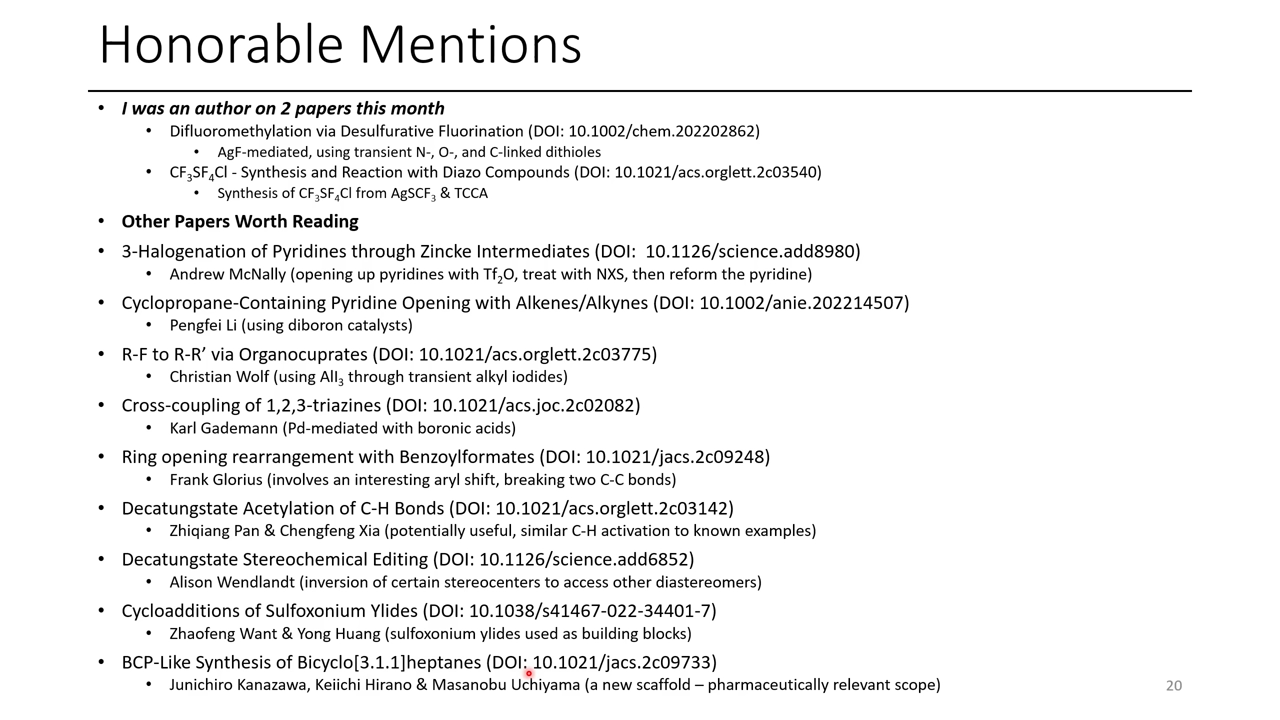 Honorable Mentions
• I was an author on 2 papers this month
• Difluoromethylation via Desulfurative Fluorination (DOI: 10.1002/chem.202202862)
• AgF-mediated, using transient N-, O-, and C-linked dithioles
• CF₃SF₄Cl - Synthesis and Reaction with Diazo Compounds (DOI: 10.1021/acs.orglett.2c03540)
• Synthesis of CF₃SF₄Cl from AgSCF₃ & TCCA
• Other Papers Worth Reading
• 3-Halogenation of Pyridines through Zincke Intermediates (DOI: 10.1126/science.add8980)
• Andrew McNally (opening up pyridines with Tf₂O, treat with NXS, then reform the pyridine)
• Cyclopropane-Containing Pyridine Opening with Alkenes/Alkynes (DOI: 10.1002/anie.202214507)
• Pengfei Li (using diboron catalysts)
• R-F to R-R’ via Organocuprates (DOI: 10.1021/acs.orglett.2c03775)
• Christian Wolf (using AlI₃ through transient alkyl iodides)
• Cross-coupling of 1,2,3-triazines (DOI: 10.1021/acs.joc.2c02082)
• Karl Gademann (Pd-mediated with boronic acids)
• Ring opening rearrangement with Benzoylformates (DOI: 10.1021/jacs.2c09248)
• Frank Glorius (involves an interesting aryl shift, breaking two C-C bonds)
• Decatungstate Acetylation of C-H Bonds (DOI: 10.1021/acs.orglett.2c03142)
• Zhiqiang Pan & Chengfeng Xia (potentially useful, similar C-H activation to known examples)
• Decatungstate Stereochemical Editing (DOI: 10.1126/science.add6852)
• Alison Wendlandt (inversion of certain stereocenters to access other diastereomers)
• Cycloadditions of Sulfoxonium Ylides (DOI: 10.1038/s41467-022-34401-7)
• Zhaofeng Want & Yong Huang (sulfoxonium ylides used as building blocks)
• BCP-Like Synthesis of Bicyclo[3.1.1]heptanes (DOI: 10.1021/jacs.2c09733)
• Junichiro Kanazawa, Keiichi Hirano & Masanobu Uchiyama (a new scaffold – pharmaceutically relevant scope)
20